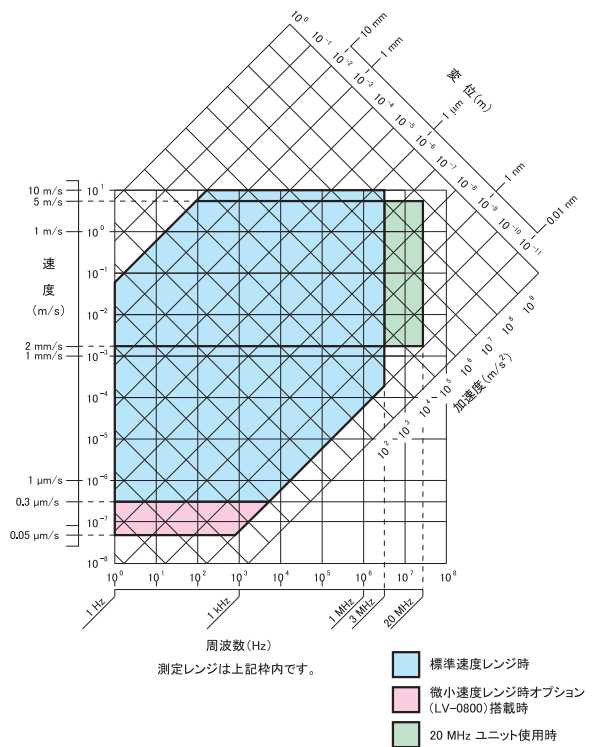 10⁰
10⁻¹
10⁻²
10⁻³
10⁻⁴
10⁻⁵
10⁻⁶
10⁻⁷
10⁻⁸
10⁻⁹
10⁻¹⁰
10⁻¹¹
10 mm
1 mm
1 μm
1 nm
0.01 nm
変 位(m)
10 m/s
5 m/s
1 m/s
2 mm/s
1 mm/s
1 μm/s
0.3 μm/s
0.05 μm/s
速
度
(m/s)
10¹
10⁰
10⁻¹
10⁻²
10⁻³
10⁻⁴
10⁻⁵
10⁻⁶
10⁻⁷
10⁻⁸
10²
10³
10⁴
10⁵
10⁶
10⁷
10⁸
10⁹
加速度(m/s²)
10⁰
10¹
10²
10³
10⁴
10⁵
10⁶
10⁷
10⁸
1 Hz
1 kHz
1 MHz
3 MHz
20 MHz
周波数(Hz)
測定レンジは上記枠内です。
標準速度レンジ時
微小速度レンジ時オプション
(LV-0800)搭載時
20 MHz ユニット使用時